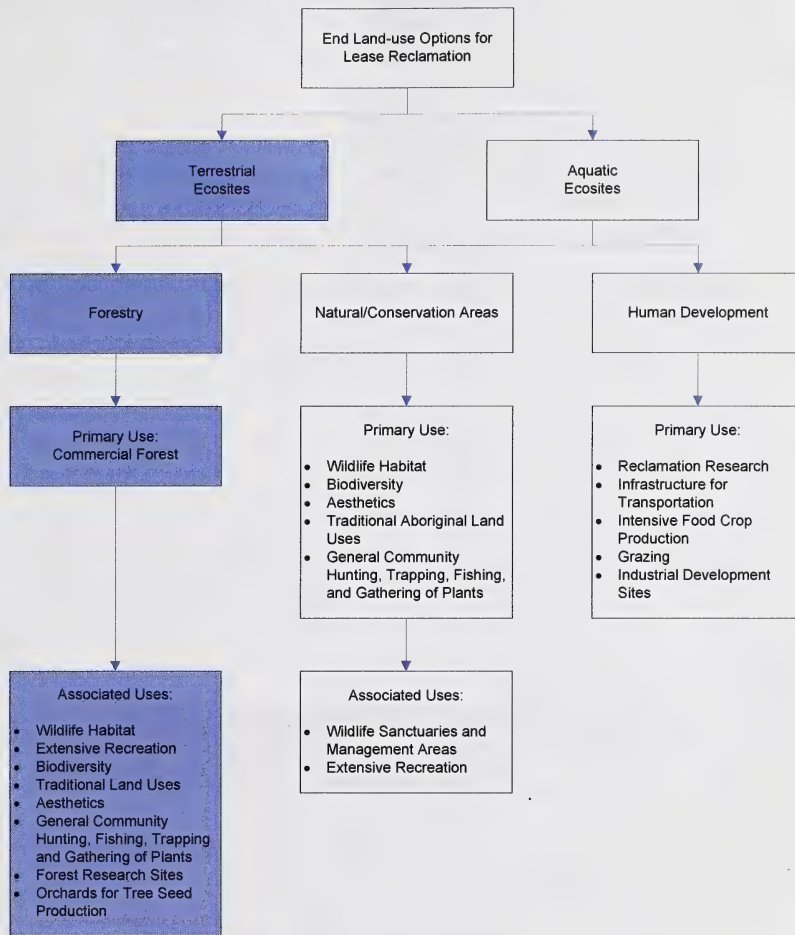 End Land-use Options for
Lease Reclamation
Terrestrial
Ecosites
Aquatic
Ecosites
Forestry
Natural/Conservation Areas
Human Development
Primary Use:
Commercial Forest
Primary Use:
• Wildlife Habitat
• Biodiversity
• Aesthetics
• Traditional Aboriginal Land
Uses
• General Community
Hunting, Trapping, Fishing,
and Gathering of Plants
Primary Use:
• Reclamation Research
• Infrastructure for
Transportation
• Intensive Food Crop
Production
• Grazing
• Industrial Development
Sites
Associated Uses:
• Wildlife Habitat
• Extensive Recreation
• Biodiversity
• Traditional Land Uses
• Aesthetics
• General Community
Hunting, Fishing, Trapping
and Gathering of Plants
• Forest Research Sites
• Orchards for Tree Seed
Production
Associated Uses:
• Wildlife Sanctuaries and
Management Areas
• Extensive Recreation